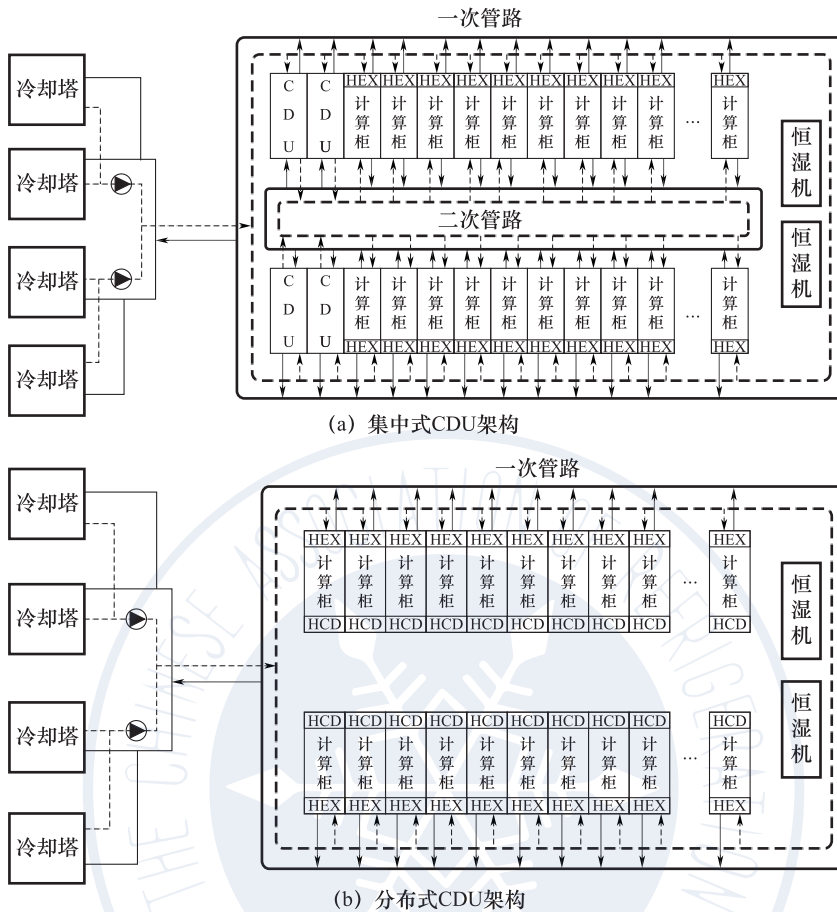 一次管路
冷却塔
冷却塔
冷却塔
冷却塔
CDU CDU HEX HEX HEX HEX HEX HEX HEX HEX HEX HEX
计算柜 计算柜 计算柜 计算柜 计算柜 计算柜 计算柜 计算柜 计算柜 … 计算柜
恒湿机
二次管路
恒湿机
CDU CDU 计算柜 计算柜 计算柜 计算柜 计算柜 计算柜 计算柜 计算柜 计算柜 … 计算柜
HEX HEX HEX HEX HEX HEX HEX HEX HEX HEX
(a) 集中式CDU架构
一次管路
冷却塔
冷却塔
冷却塔
冷却塔
HEX HEX HEX HEX HEX HEX HEX HEX HEX HEX
计算柜 计算柜 计算柜 计算柜 计算柜 计算柜 计算柜 计算柜 计算柜 … 计算柜
HCD HCD HCD HCD HCD HCD HCD HCD HCD HCD
恒湿机
HCD HCD HCD HCD HCD HCD HCD HCD HCD HCD
计算柜 计算柜 计算柜 计算柜 计算柜 计算柜 计算柜 计算柜 计算柜 … 计算柜
HEX HEX HEX HEX HEX HEX HEX HEX HEX HEX
恒湿机
(b) 分布式CDU架构
THE CHINESE ASSOCIATION OF REFRIGERATION